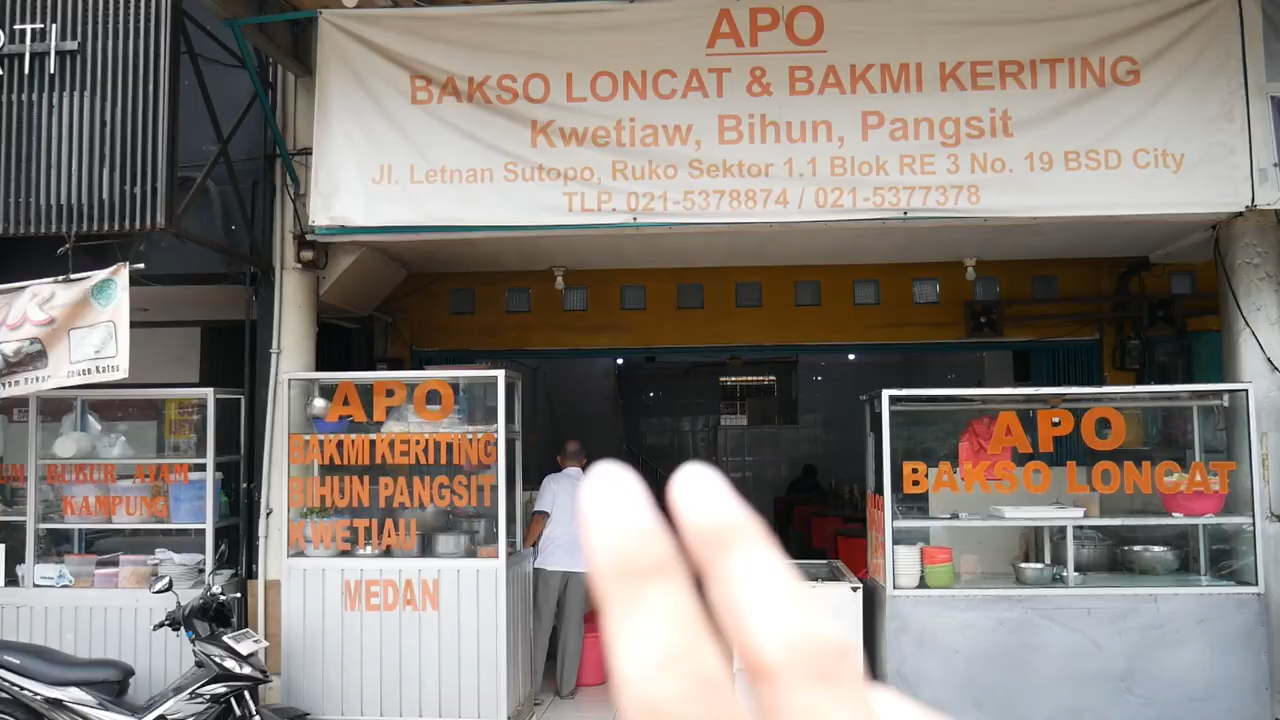 APO
BAKSO LONCAT & BAKMI KERITING
Kwetiaw, Bihun, Pangsit
Jl. Letnan Sutopo, Ruko Sektor 1.1 Blok RE 3 No. 19 BSD City
TLP. 021-5378874 / 021-5377378
APO
BAKMI KERITING
BIHUN PANGSIT
KWETIAU
MEDAN
APO
BAKSO LONCAT
BUBUR AYAM
KAMPUNG